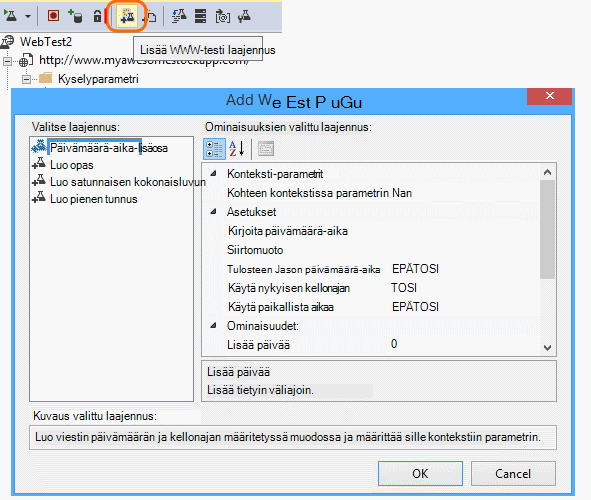 WebTest2
Lisää WWW-testi laajennus
http://www.myawesomestockapp.com/
Kyselyparametri
Add We Est P uGu
Valitse laajennus:
Päivämäärä-aika-lisäosa
Luo opas
Luo satunnaisen kokonaisluvun
Luo pienen tunnus
Ominaisuuksien valittu laajennus:
Konteksti-parametrit
Kohteen kontekstissa parametrin Nan
Asetukset
Kirjoita päivämäärä-aika
Siirtomuoto
Tulosteen Jason päivämäärä-aika EPÄTOSI
Käytä nykyisen kellonajan TOSI
Käytä paikallista aikaa EPÄTOSI
Ominaisuudet:
Lisää päivää 0
Lisää päivää
Lisää tietyin väliajoin.
Kuvaus valittu laajennus:
Luo viestin päivämäärän ja kellonajan määritetyssä muodossa ja määrittää sille kontekstiin parametrin.
OK
Cancel